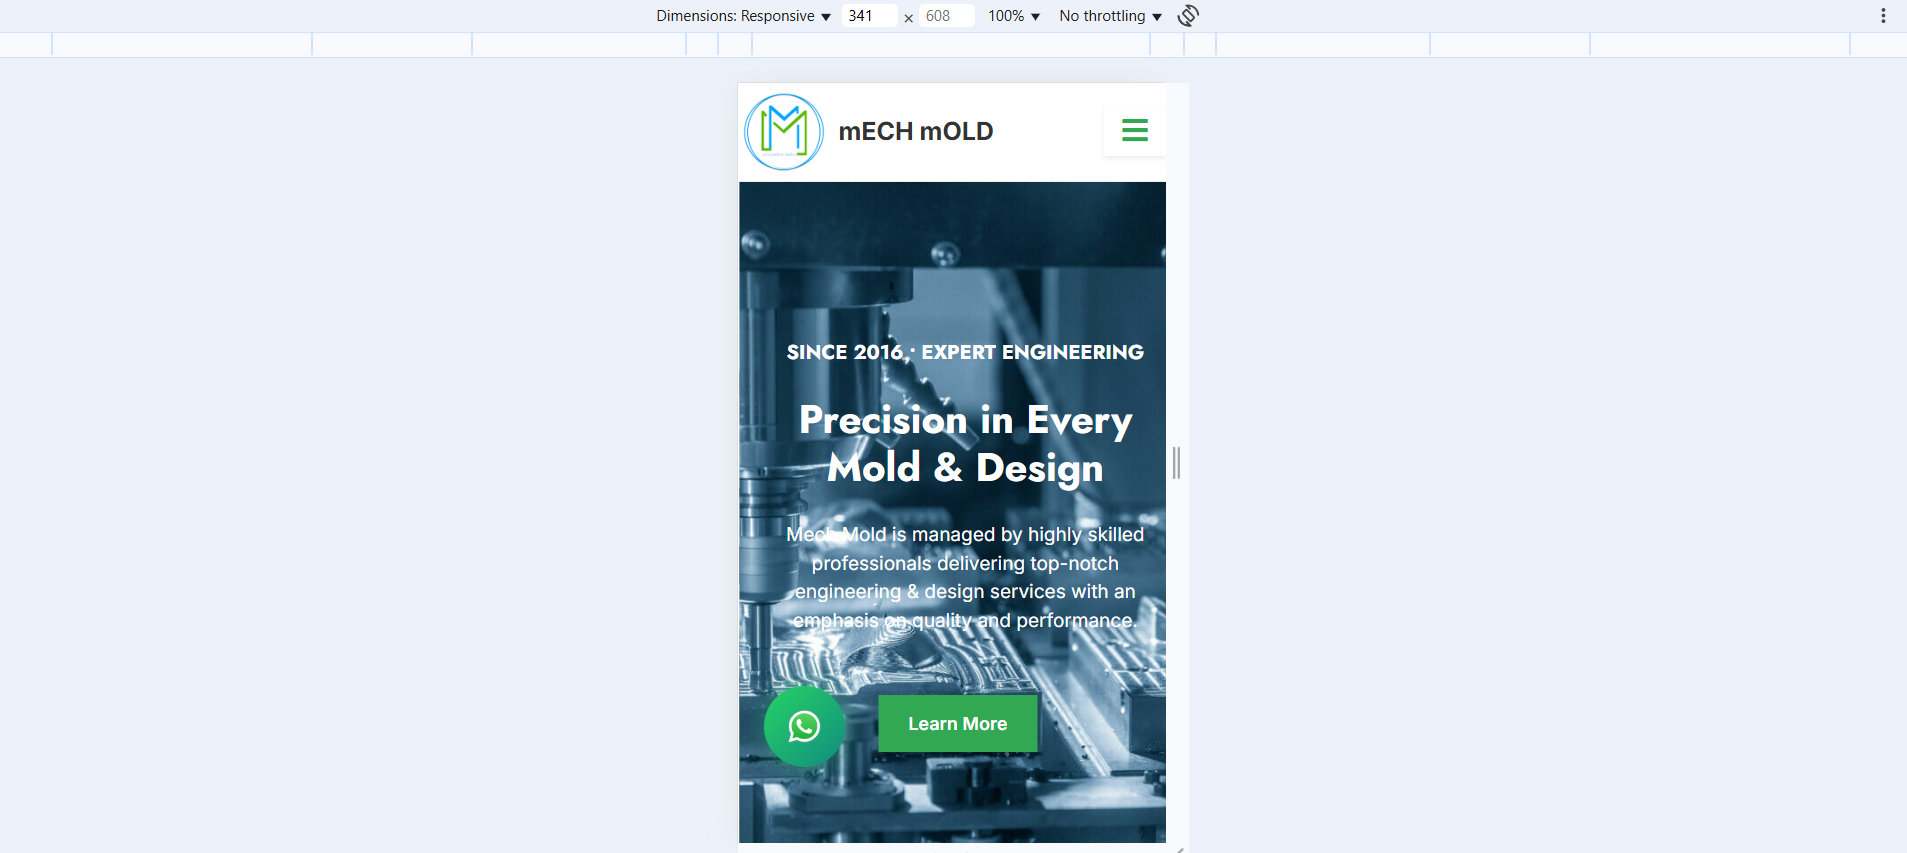 Dimensions: Responsive ▼ 341 × 608 100% ▼ No throttling ▼
mECH mOLD
SINCE 2016 · EXPERT ENGINEERING
Precision in Every
Mold & Design
Mech Mold is managed by highly skilled
professionals delivering top-notch
engineering & design services with an
emphasis on quality and performance.
Learn More